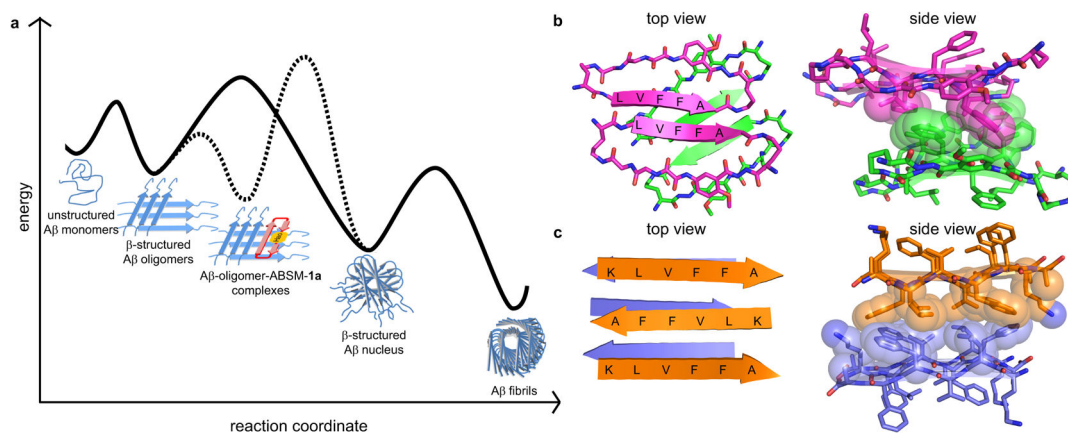 a
energy
reaction coordinate
unstructured
Aβ monomers
β-structured
Aβ oligomers
Aβ-oligomer-ABSM-1a
complexes
β-structured
Aβ nucleus
Aβ fibrils
b
top view
side view
L V F F A
L V F F A
c
top view
side view
K L V F F A
A F F V L K
K L V F F A